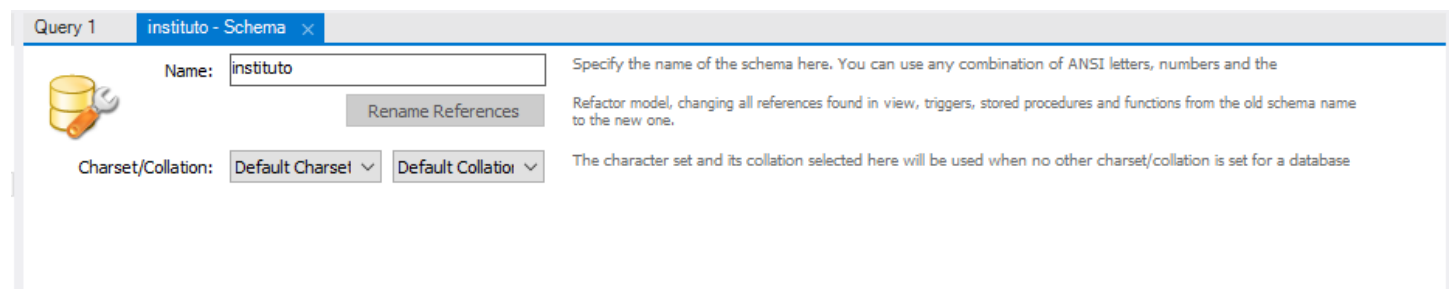 Query 1
instituto - Schema
Name: instituto
Specify the name of the schema here. You can use any combination of ANSI letters, numbers and the
Rename References
Refactor model, changing all references found in view, triggers, stored procedures and functions from the old schema name
to the new one.
Charset/Collation: Default Charset Default Collation
The character set and its collation selected here will be used when no other charset/collation is set for a database